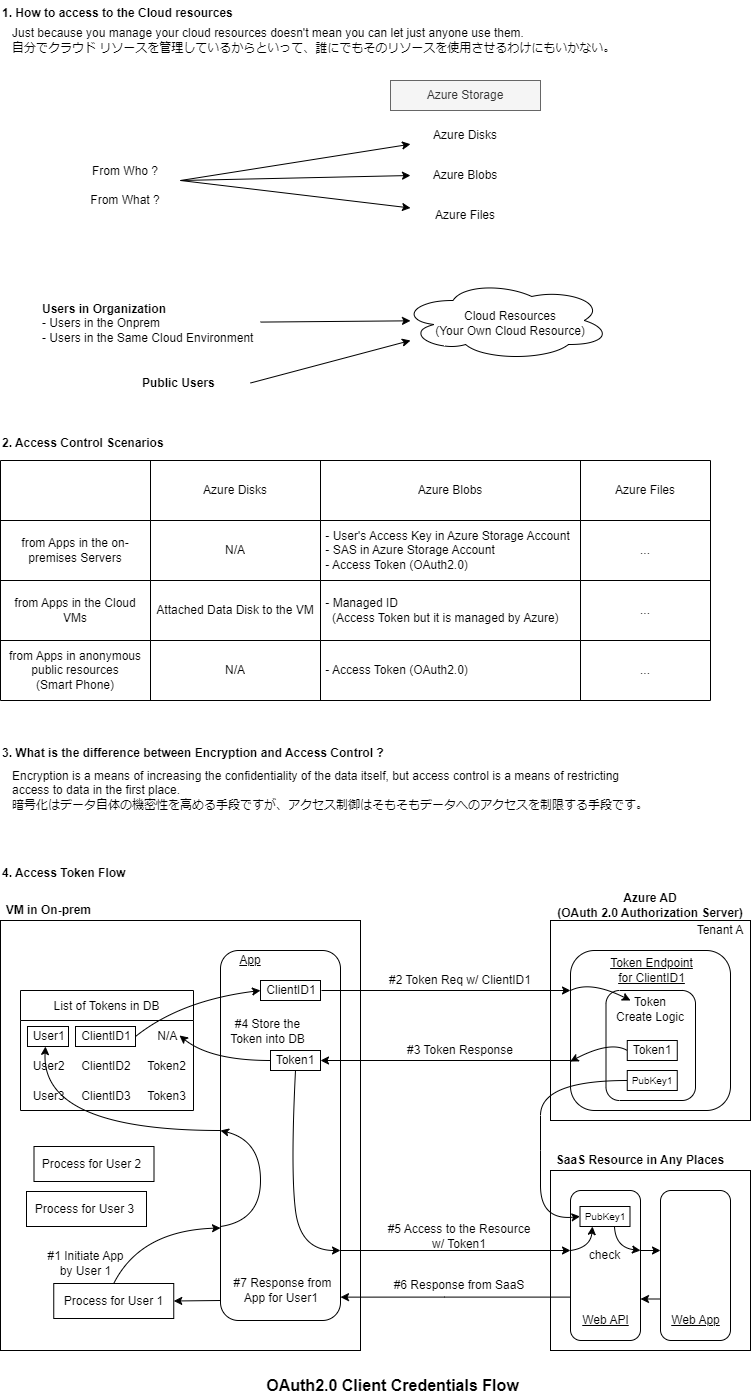 1. How to access to the Cloud resources
Just because you manage your cloud resources doesn't mean you can let just anyone use them.
自分でクラウド リソースを管理しているからといって、誰にでもそのリソースを使用させるわけにもいかない。
Azure Storage
Azure Disks
From Who ?
Azure Blobs
From What ?
Azure Files
Users in Organization
- Users in the Onprem
- Users in the Same Cloud Environment
Cloud Resources
(Your Own Cloud Resource)
Public Users
2. Access Control Scenarios
Azure Disks
Azure Blobs
Azure Files
from Apps in the on-
premises Servers
N/A
- User's Access Key in Azure Storage Account
- SAS in Azure Storage Account
- Access Token (OAuth2.0)
...
from Apps in the Cloud
VMs
Attached Data Disk to the VM
- Managed ID
(Access Token but it is managed by Azure)
...
from Apps in anonymous
public resources
(Smart Phone)
N/A
- Access Token (OAuth2.0)
...
3. What is the difference between Encryption and Access Control ?
Encryption is a means of increasing the confidentiality of the data itself, but access control is a means of restricting
access to data in the first place.
暗号化はデータ自体の機密性を高める手段ですが、アクセス制御はそもそもデータへのアクセスを制限する手段です。
4. Access Token Flow
VM in On-prem
Azure AD
(OAuth 2.0 Authorization Server)
Tenant A
App
Token Endpoint
for ClientID1
ClientID1
#2 Token Req w/ ClientID1
Token
Create Logic
List of Tokens in DB
#4 Store the
Token into DB
User1 ClientID1 N/A
Token1
#3 Token Response
Token1
User2 ClientID2 Token2
PubKey1
User3 ClientID3 Token3
Process for User 2
SaaS Resource in Any Places
Process for User 3
PubKey1
#5 Access to the Resource
w/ Token1
check
#1 Initiate App
by User 1
#7 Response from
App for User1
#6 Response from SaaS
Process for User 1
Web API
Web App
OAuth2.0 Client Credentials Flow